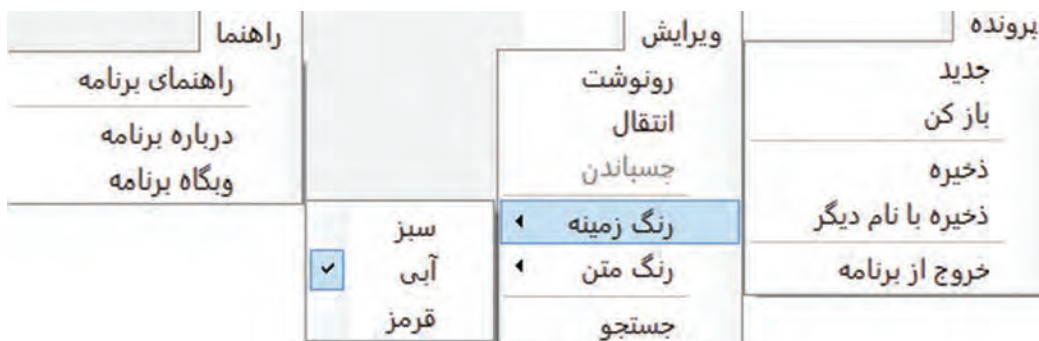 پرونده
جدید
باز کن
ذخیره
ذخیره با نام دیگر
خروج از برنامه
ویرایش
رونوشت
انتقال
چسباندن
رنگ زمینه
رنگ متن
جستجو
سبز
آبی
قرمز
راهنما
راهنمای برنامه
درباره برنامه
وبگاه برنامه